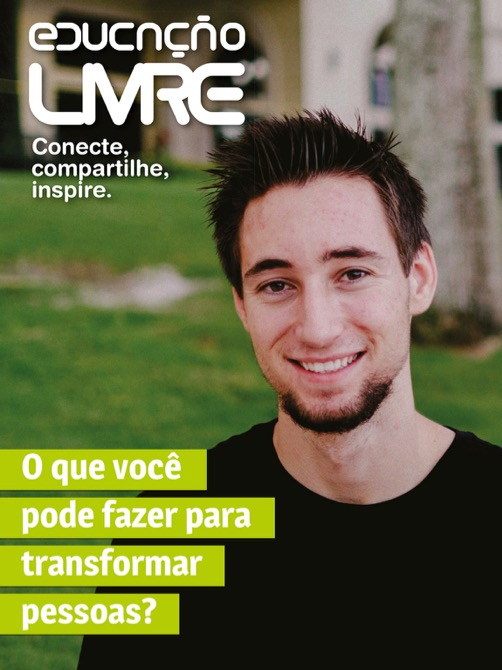 EDUCAÇÃO
LIVRE
Conecte,
compartilhe,
inspire.
O que você
pode fazer para
transformar
pessoas?